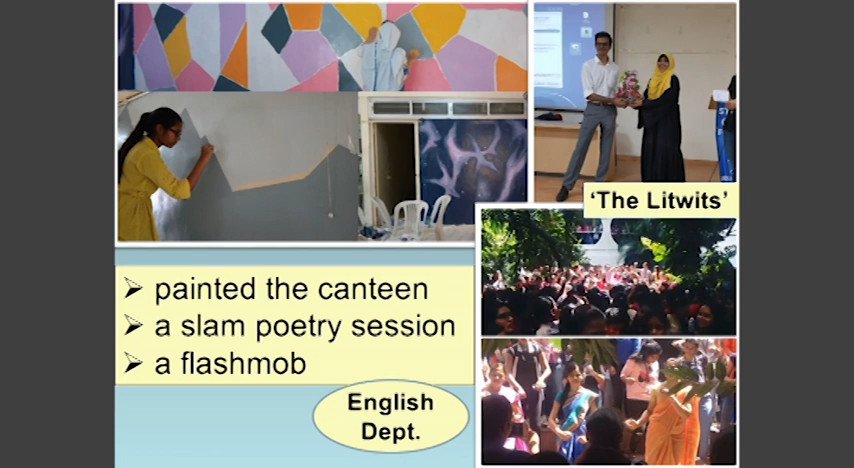 'The Litwits'
➢ painted the canteen
➢ a slam poetry session
➢ a flashmob
English
Dept.